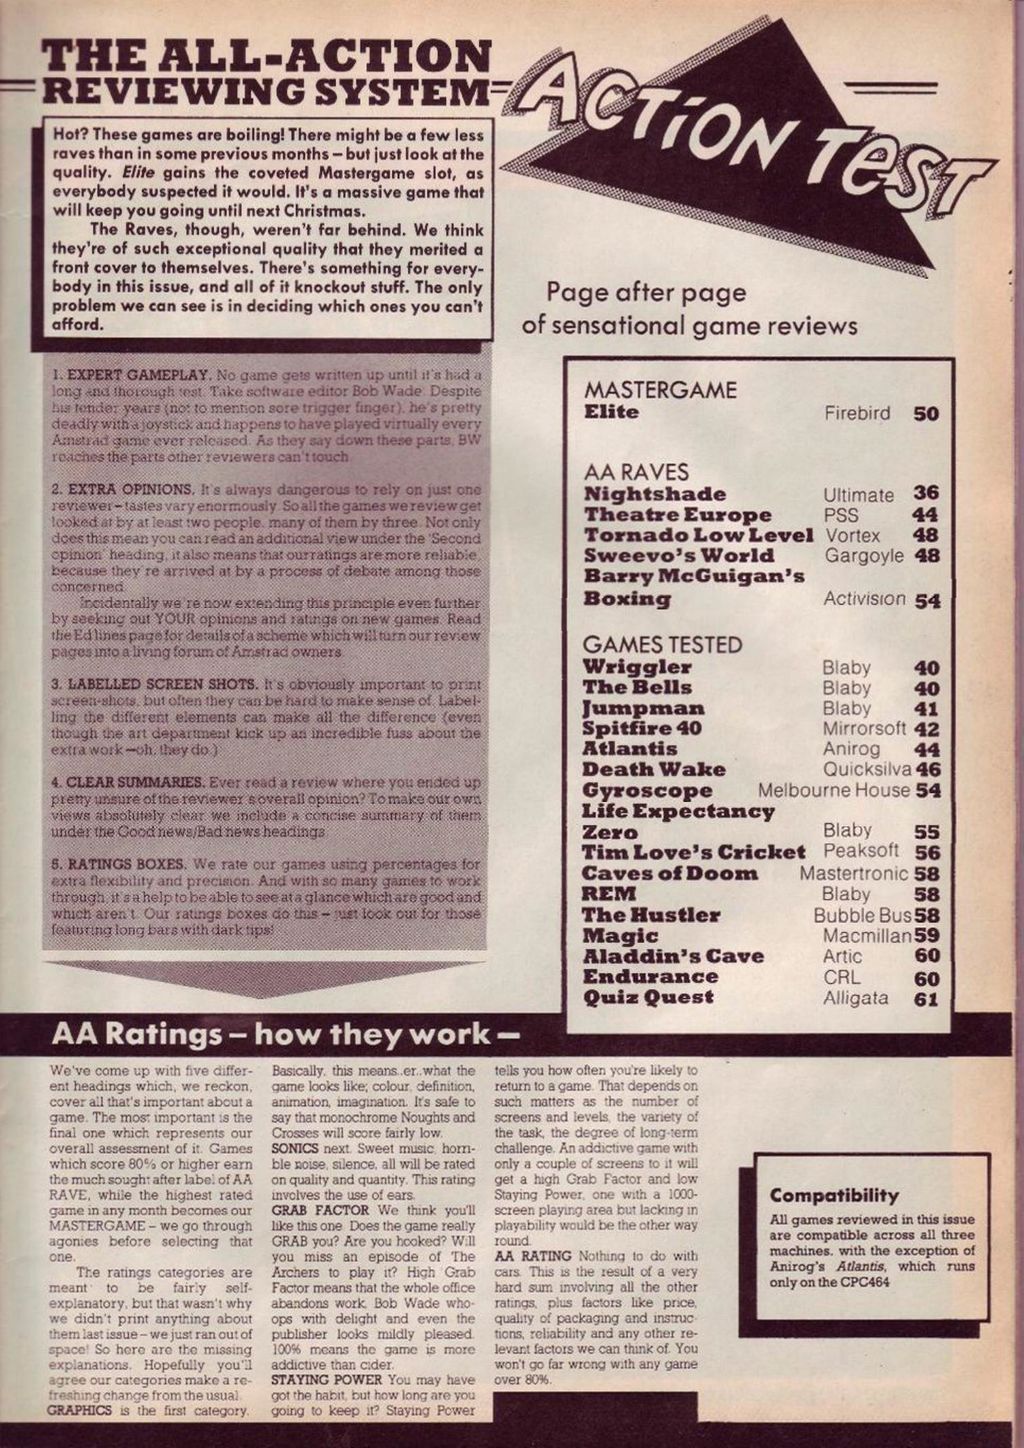 THE ALL-ACTION
REVIEWING SYSTEM
ACTION TEST
Hot? These games are boiling! There might be a few less
raves than in some previous months – but just look at the
quality. Elite gains the coveted Mastergame slot, as
everybody suspected it would. It's a massive game that
will keep you going until next Christmas.
The Raves, though, weren't far behind. We think
they're of such exceptional quality that they merited a
front cover to themselves. There's something for every-
body in this issue, and all of it knockout stuff. The only
problem we can see is in deciding which ones you can't
afford.
Page after page
of sensational game reviews
1. EXPERT GAMEPLAY. No game gets written up until it's had a
long and thorough test. Take software editor Bob Wade. Despite
his tender years (not to mention sore trigger finger), he's pretty
deadly with a joystick and happens to have played virtually every
Amstrad game ever released. As they say down these parts, BW
reaches the parts other reviewers can't touch.
2. EXTRA OPINIONS. It's always dangerous to rely on just one
reviewer – tastes vary enormously. So all the games we review get
looked at by at least two people, many of them by three. Not only
does this mean you can read an additional view under the 'Second
opinion' heading, it also means that our ratings are more reliable,
because they're arrived at by a process of debate among those
concerned.
Incidentally we're now extending this principle even further
by seeking out YOUR opinions and ratings on new games. Read
the Ed lines page for details of a scheme which will turn our review
pages into a living forum of Amstrad owners.
3. LABELLED SCREEN SHOTS. It's obviously important to print
screen-shots, but often they can be hard to make sense of. Label-
ling the different elements can make all the difference (even
though the art department kick up an incredible fuss about the
extra work – oh, they do.)
4. CLEAR SUMMARIES. Ever read a review where you ended up
pretty unsure of the reviewer's overall opinion? To make our own
views absolutely clear we include a concise summary of them
under the Good news/Bad news headings.
5. RATINGS BOXES. We rate our games using percentages for
extra flexibility and precision. And with so many games to work
through, it's a help to be able to see at a glance which are good and
which aren't. Our ratings boxes do this – just look out for those
featuring long bars with dark tips!
MASTERGAME
Elite Firebird 50
AA RAVES
Nightshade Ultimate 36
Theatre Europe PSS 44
Tornado Low Level Vortex 48
Sweevo's World Gargoyle 48
Barry McGuigan's
Boxing Activision 54
GAMES TESTED
Wriggler Blaby 40
The Bells Blaby 40
Jumpman Blaby 41
Spitfire 40 Mirrorsoft 42
Atlantis Anirog 44
Death Wake Quicksilva 46
Gyroscope Melbourne House 54
Life Expectancy
Zero Blaby 55
Tim Love's Cricket Peaksoft 56
Caves of Doom Mastertronic 58
REM Blaby 58
The Hustler Bubble Bus 58
Magic Macmillan 59
Aladdin's Cave Artic 60
Endurance CRL 60
Quiz Quest Alligata 61
AA Ratings – how they work –
We've come up with five differ-
ent headings which, we reckon,
cover all that's important about a
game. The most important is the
final one which represents our
overall assessment of it. Games
which score 80% or higher earn
the much sought after label of AA
RAVE, while the highest rated
game in any month becomes our
MASTERGAME – we go through
agonies before selecting that
one.
The ratings categories are
meant to be fairly self-
explanatory, but that wasn't why
we didn't print anything about
them last issue – we just ran out of
space! So here are the missing
explanations. Hopefully you'll
agree our categories make a re-
freshing change from the usual.
GRAPHICS is the first category.
Basically, this means..er..what the
game looks like; colour, definition,
animation, imagination. It's safe to
say that monochrome Noughts and
Crosses will score fairly low.
SONICS next. Sweet music, horri-
ble noise, silence, all will be rated
on quality and quantity. This rating
involves the use of ears.
GRAB FACTOR We think you'll
like this one. Does the game really
GRAB you? Are you hooked? Will
you miss an episode of The
Archers to play it? High Grab
Factor means that the whole office
abandons work, Bob Wade who-
ops with delight and even the
publisher looks mildly pleased.
100% means the game is more
addictive than cider.
STAYING POWER You may have
got the habit, but how long are you
going to keep it? Staying Power
tells you how often you're likely to
return to a game. That depends on
such matters as the number of
screens and levels, the variety of
the task, the degree of long-term
challenge. An addictive game with
only a couple of screens to it will
get a high Grab Factor and low
Staying Power, one with a 1000-
screen playing area but lacking in
playability would be the other way
round.
AA RATING Nothing to do with
cars. This is the result of a very
hard sum involving all the other
ratings, plus factors like price,
quality of packaging and instruc-
tions, reliability and any other re-
levant factors we can think of. You
won't go far wrong with any game
over 80%.
Compatibility
All games reviewed in this issue
are compatible across all three
machines, with the exception of
Anirog's Atlantis, which runs
only on the CPC464